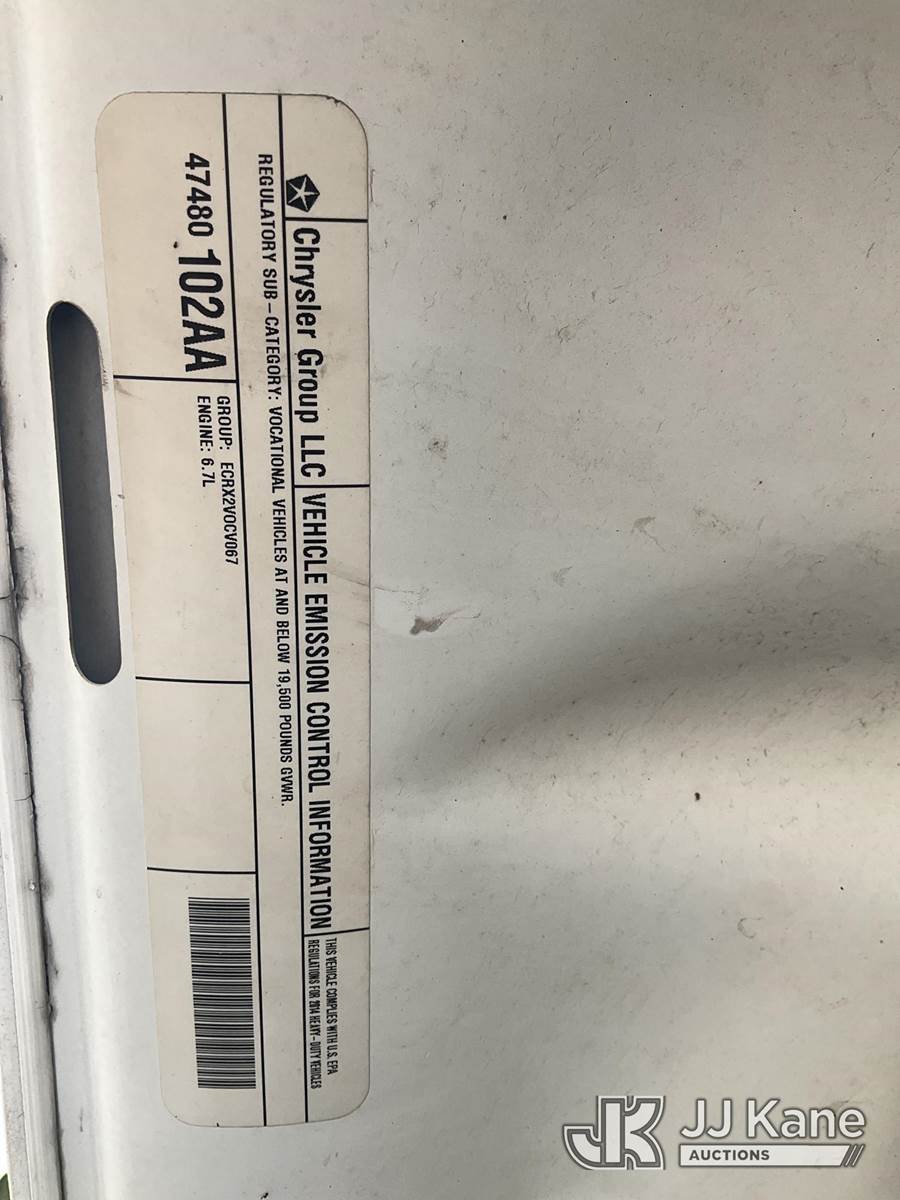 Chrysler Group LLC
VEHICLE EMISSION CONTROL INFORMATION
THIS VEHICLE COMPLIES WITH U.S. EPA
REGULATIONS FOR 2014 HEAVY-DUTY VEHICLES
REGULATORY SUB-CATEGORY: VOCATIONAL VEHICLES AT AND BELOW 19,500 POUNDS GVWR.
47480 102AA
GROUP: ECRX2VOCV067
ENGINE: 6.7L
JK JJ Kane
AUCTIONS